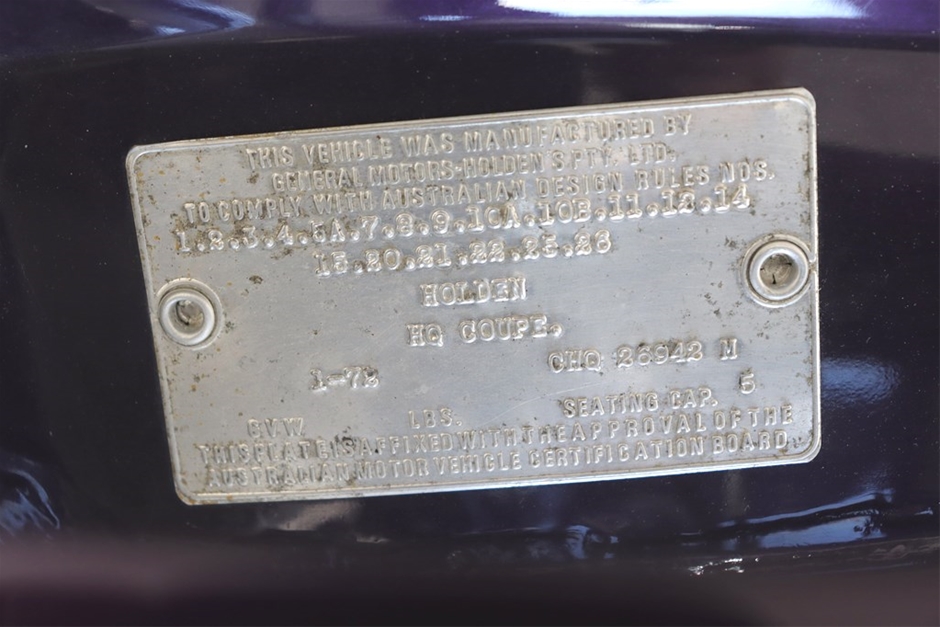 THIS VEHICLE WAS MANUFACTURED BY
GENERAL MOTORS-HOLDEN'S PTY. LTD.
TO COMPLY WITH AUSTRALIAN DESIGN RULES NOS.
1.2.3.4.5A.7.8.9.10A.10B.11.12.14
15.20.21.22.25.26
HOLDEN
HQ COUPE.
1-72 CHQ 26942 M
G.V.W. LBS. SEATING CAP. 5
THIS PLATE IS AFFIXED WITH THE APPROVAL OF THE
AUSTRALIAN MOTOR VEHICLE CERTIFICATION BOARD